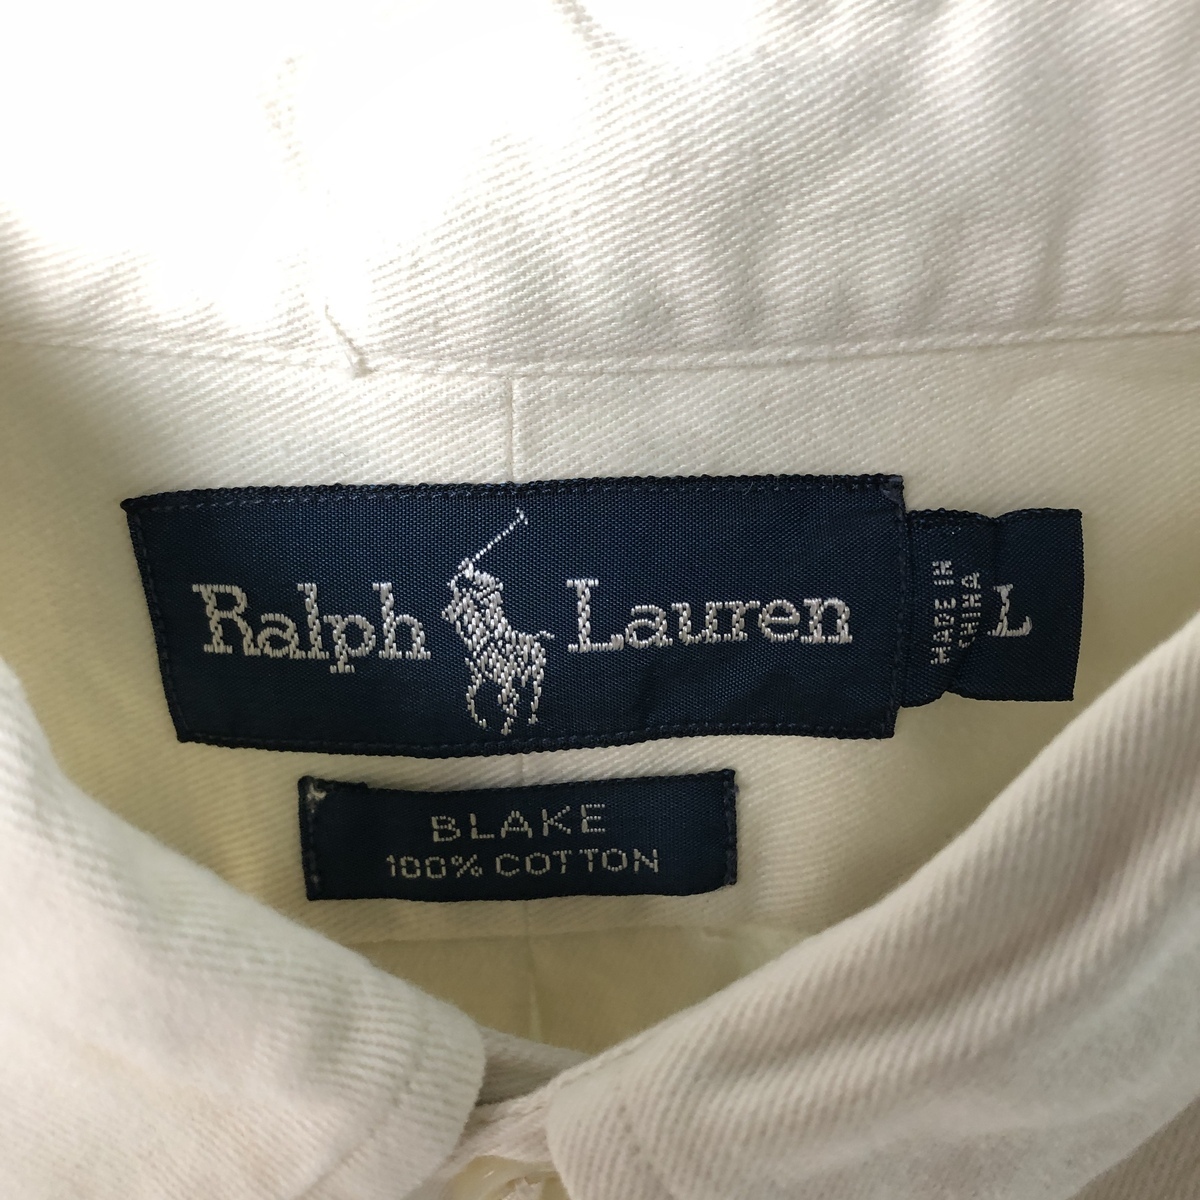 Ralph Lauren
MADE IN
CHINA
L
BLAKE
100% COTTON